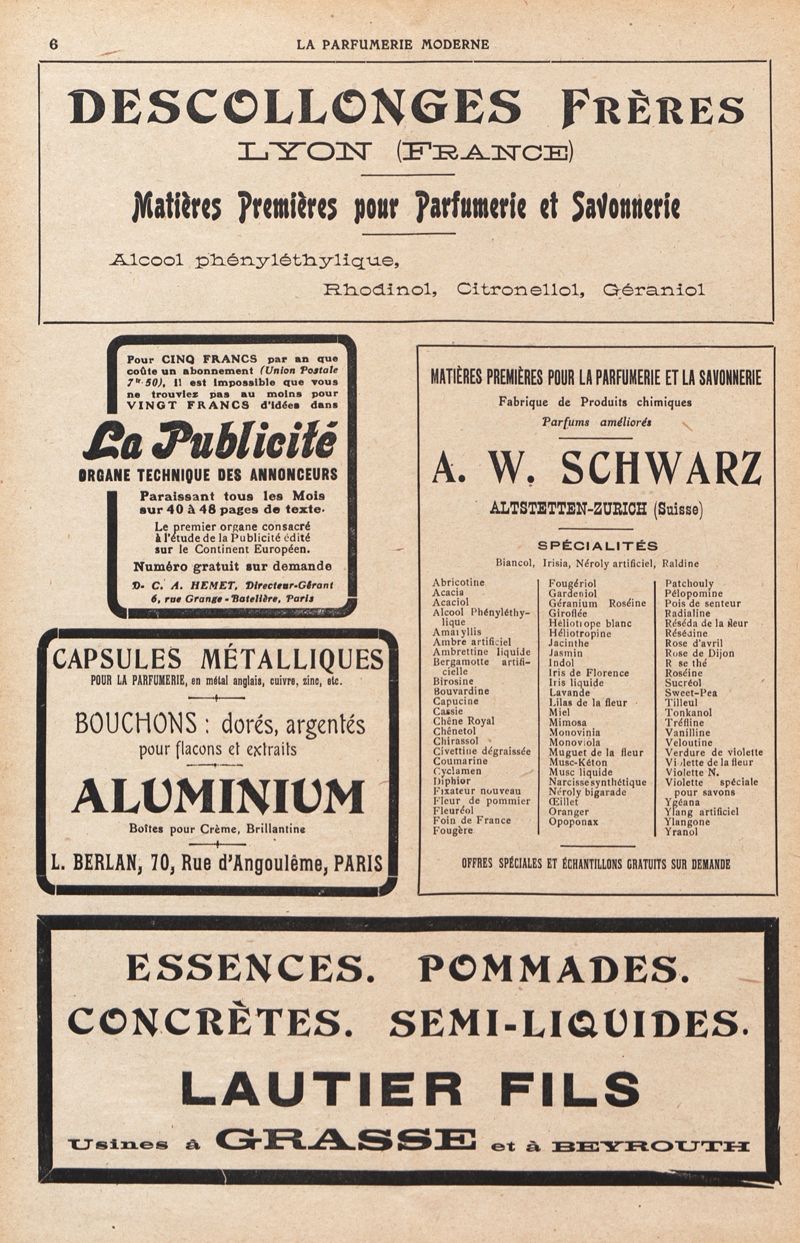 6
LA PARFUMERIE MODERNE
DESCOLLONGES FRÈRES
LYON (FRANCE)
Matières Premières pour Parfumerie et Savonnerie
Alcool phényléthylique,
Rhodinol, Citronellol, Géraniol
Pour CINQ FRANCS par an que
coûte un abonnement (Union Postale
7fr 50), il est impossible que vous
ne trouviez pas au moins pour
VINGT FRANCS d'idées dans
La Publicité
ORGANE TECHNIQUE DES ANNONCEURS
Paraissant tous les Mois
sur 40 à 48 pages de texte.
Le premier organe consacré
à l'étude de la Publicité édité
sur le Continent Européen.
Numéro gratuit sur demande
D. C. A. HEMET, Directeur-Gérant
6, rue Grange-Batelière, Paris
CAPSULES MÉTALLIQUES
POUR LA PARFUMERIE, en métal anglais, cuivre, zinc, etc.
BOUCHONS : dorés, argentés
pour flacons et extraits
ALUMINIUM
Boîtes pour Crème, Brillantine
L. BERLAN, 70, Rue d'Angoulême, PARIS
MATIÈRES PREMIÈRES POUR LA PARFUMERIE ET LA SAVONNERIE
Fabrique de Produits chimiques
Parfums améliorés
A. W. SCHWARZ
ALTSTETTEN-ZURICH (Suisse)
SPÉCIALITÉS
Biancol, Irisia, Néroly artificiel, Raldine
Abricotine
Acacia
Acaciol
Alcool Phényléthy-
lique
Amaryllis
Ambre artificiel
Ambrettine liquide
Bergamotte artifi-
cielle
Birosine
Bouvardine
Capucine
Cassie
Chêne Royal
Chênetol
Chirassol
Civettine dégraissée
Coumarine
Cyclamen
Diphior
Fixateur nouveau
Fleur de pommier
Fleuréol
Foin de France
Fougère
Fougériol
Gardeniol
Géranium Roséine
Giroflée
Héliotrope blanc
Héliotropine
Jacinthe
Jasmin
Indol
Iris de Florence
Iris liquide
Lavande
Lilas de la fleur
Miel
Mimosa
Monovinia
Monoviola
Muguet de la fleur
Musc-Kéton
Musc liquide
Narcisse synthétique
Néroly bigarade
Œillet
Oranger
Opoponax
Patchouly
Pélopomine
Pois de senteur
Radialine
Réséda de la fleur
Résédine
Rose d'avril
Rose de Dijon
R se thé
Roséine
Sucréol
Sweet-Pea
Tilleul
Tonkanol
Tréfline
Vanilline
Veloutine
Verdure de violette
Violette de la fleur
Violette N.
Violette spéciale
pour savons
Ygéana
Ylang artificiel
Ylangone
Yranol
OFFRES SPÉCIALES ET ÉCHANTILLONS GRATUITS SUR DEMANDE
ESSENCES. POMMADES.
CONCRÈTES. SEMI-LIQUIDES.
LAUTIER FILS
Usines à GRASSE et à BEYROUTH